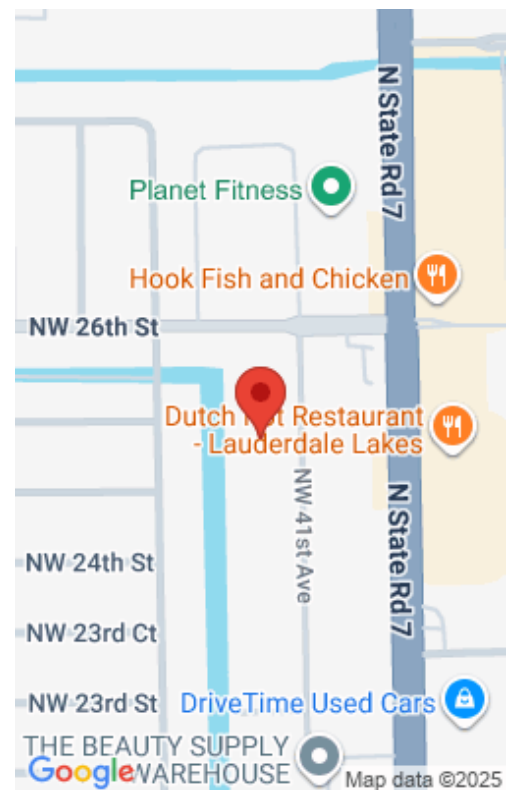 N State Rd 7
Planet Fitness
Hook Fish and Chicken
NW 26th St
Dutch Pot Restaurant
- Lauderdale Lakes
NW 41st Ave
N State Rd 7
NW 24th St
NW 23rd Ct
NW 23rd St
DriveTime Used Cars
THE BEAUTY SUPPLY
WAREHOUSE
Google
Map data ©2025